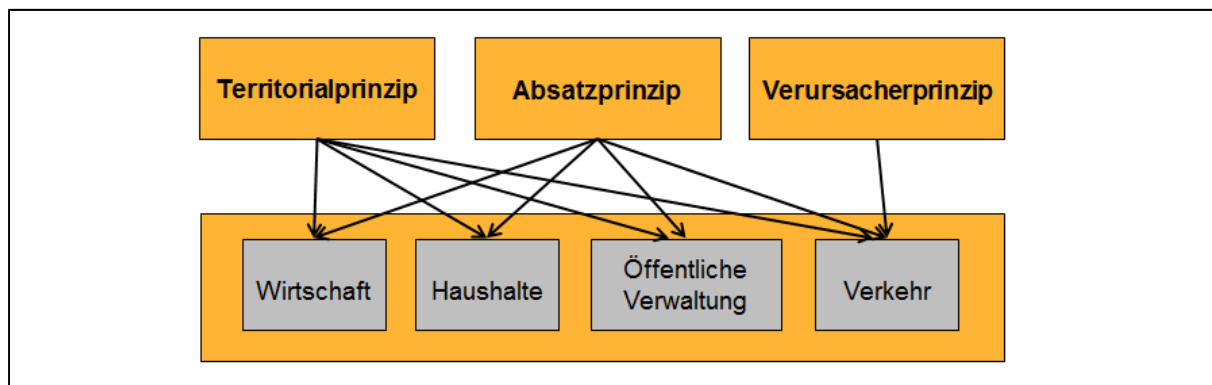 Territorialprinzip
Absatzprinzip
Verursacherprinzip
Wirtschaft
Haushalte
Öffentliche
Verwaltung
Verkehr